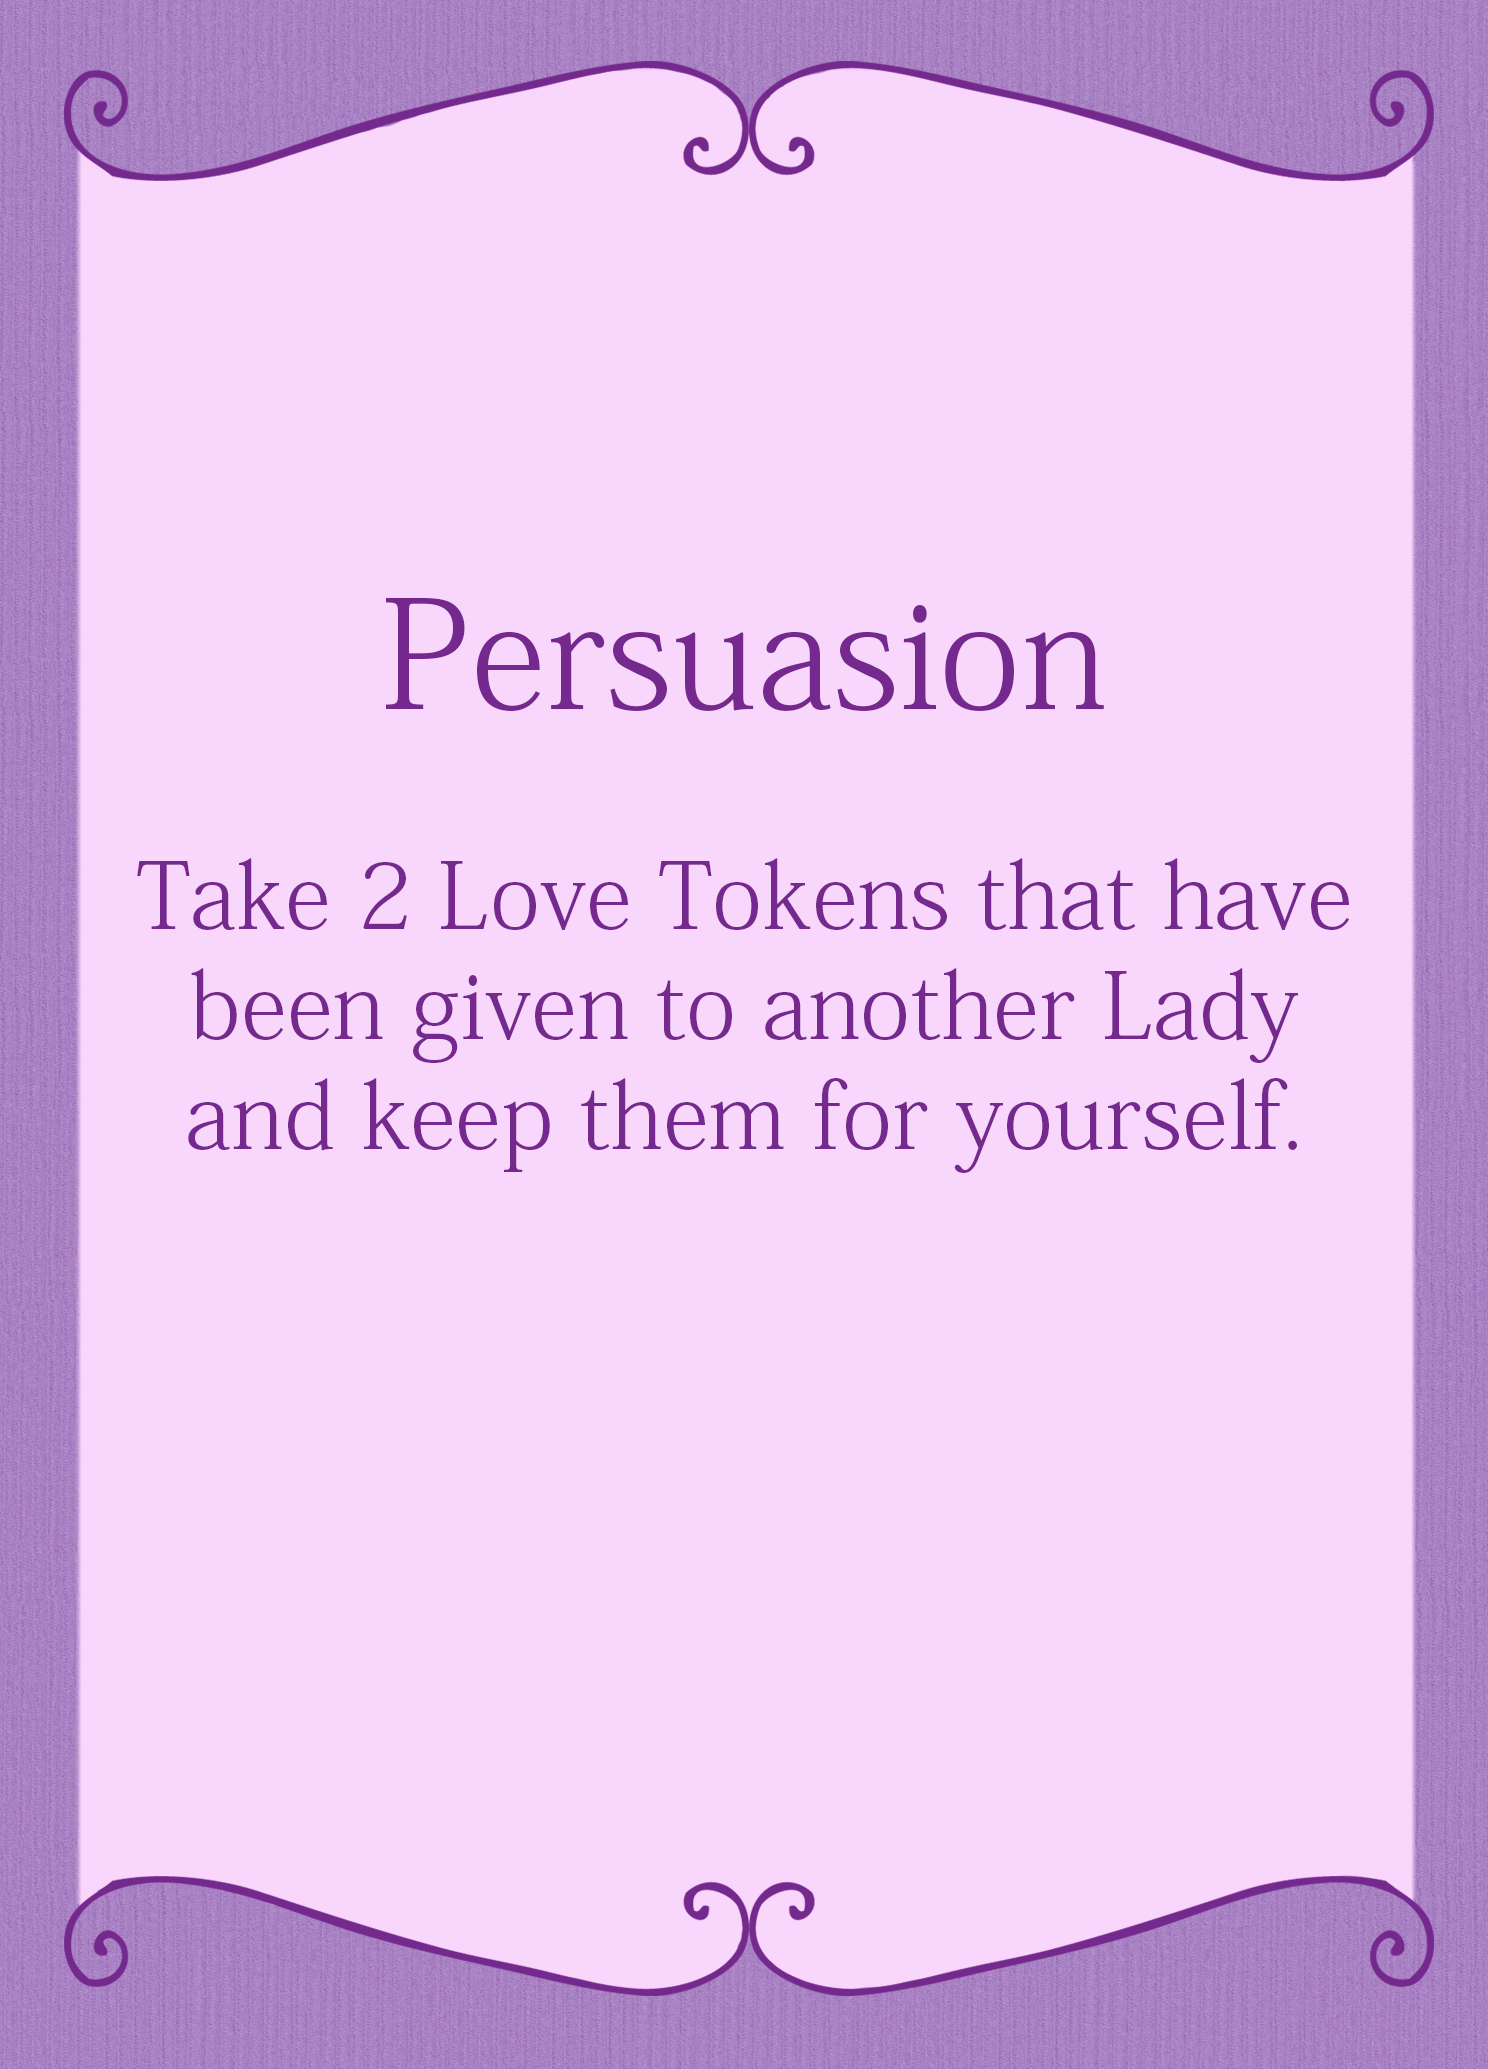 Persuasion
Take 2 Love Tokens that have
been given to another Lady
and keep them for yourself.